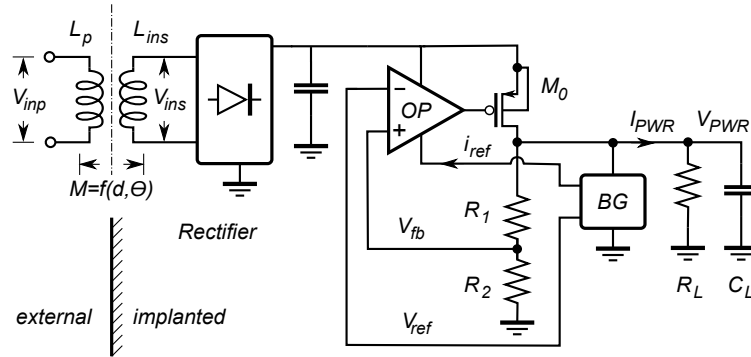 L_p
L_ins
V_inp
V_ins
M=f(d,Θ)
Rectifier
external
implanted
−
OP
+
M_0
i_ref
I_PWR
V_PWR
BG
R_1
V_fb
R_2
V_ref
R_L
C_L